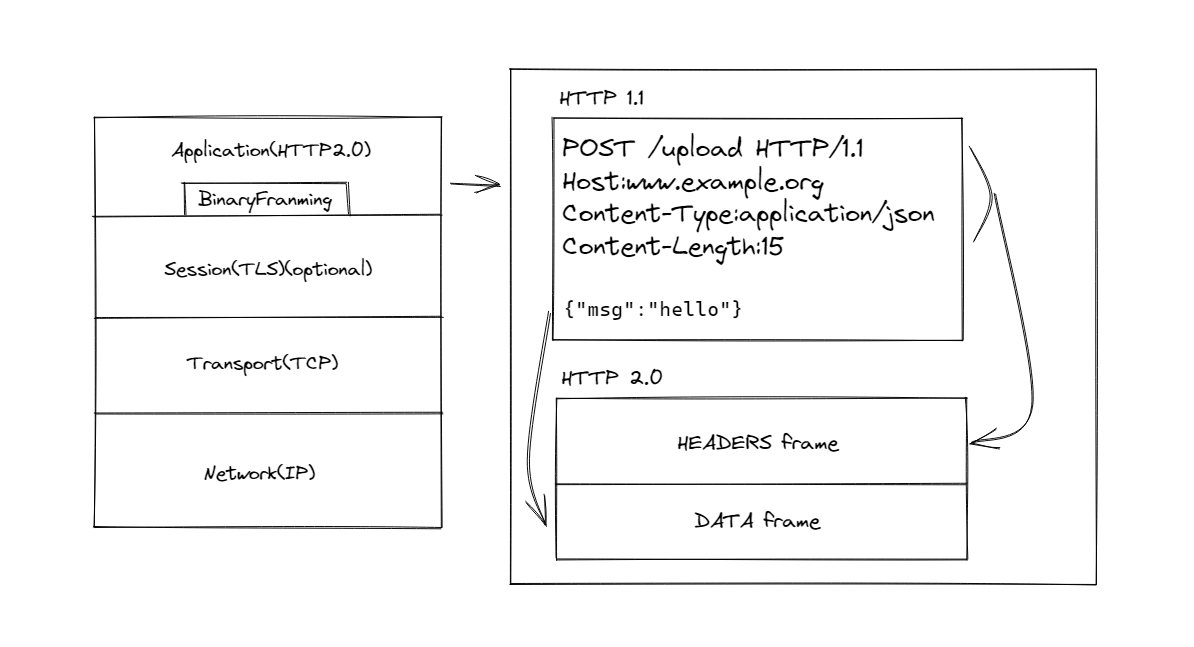 Application(HTTP2.0)
BinaryFranming
Session(TLS)(optional)
Transport(TCP)
Network(IP)
HTTP 1.1
POST /upload HTTP/1.1
Host:www.example.org
Content-Type:application/json
Content-Length:15
{"msg":"hello"}
HTTP 2.0
HEADERS frame
DATA frame